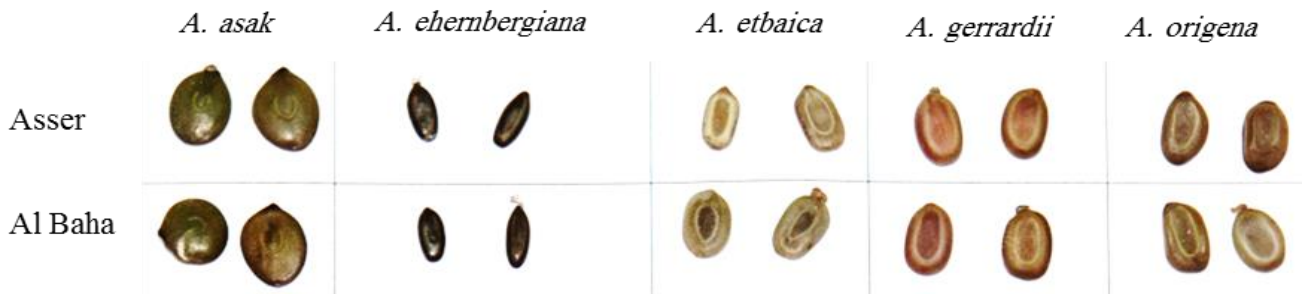 A. asak A. ehernbergiana A. etbaica A. gerrardii A. origena
Asser
Al Baha